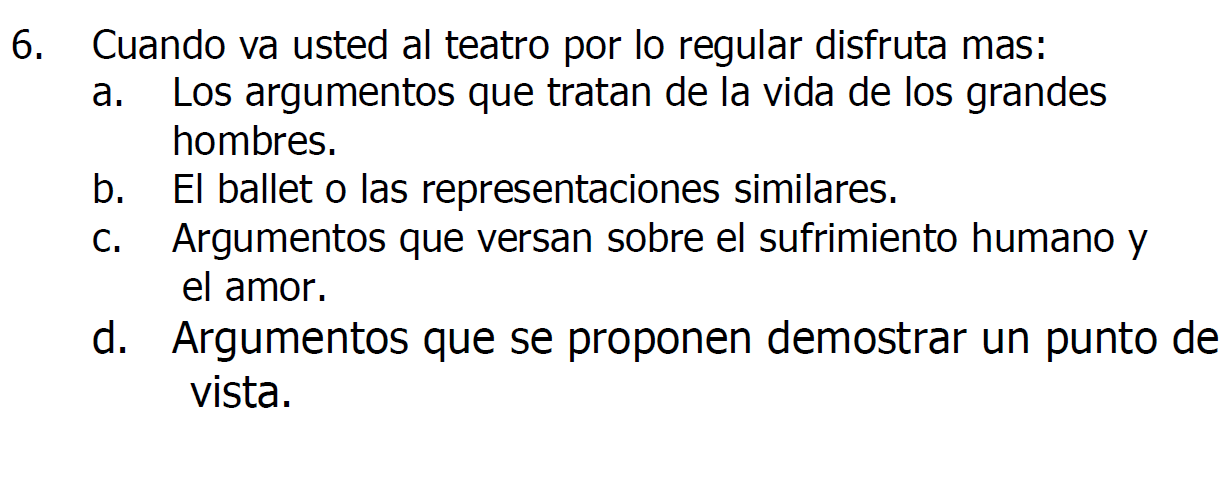 6. Cuando va usted al teatro por lo regular disfruta mas:
a. Los argumentos que tratan de la vida de los grandes
hombres.
b. El ballet o las representaciones similares.
c. Argumentos que versan sobre el sufrimiento humano y
el amor.
d. Argumentos que se proponen demostrar un punto de
vista.